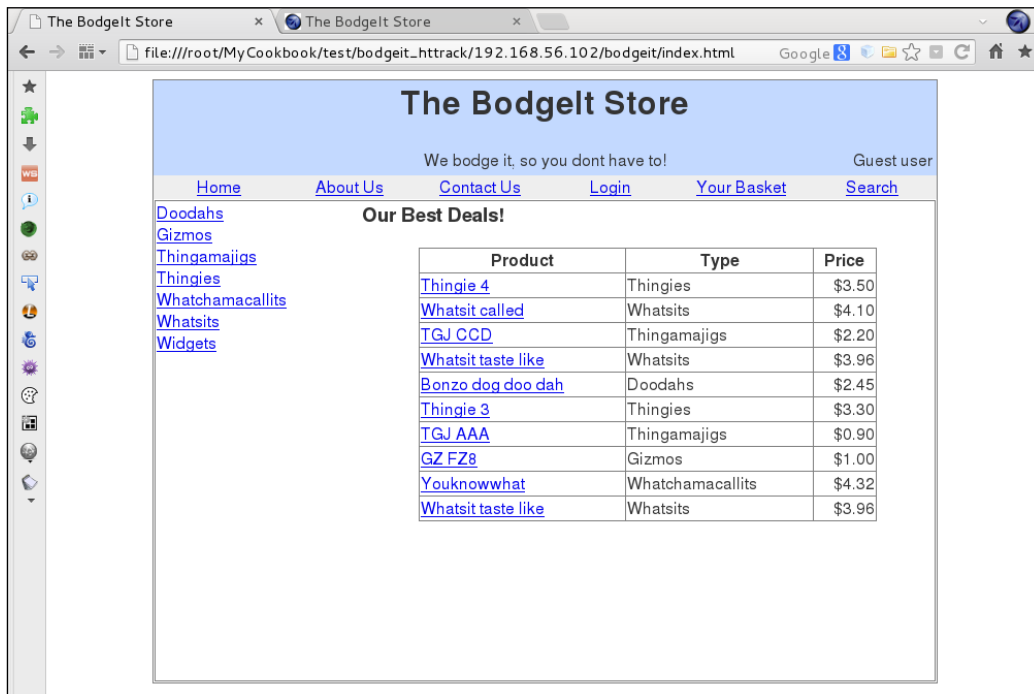 The BodgeIt Store
The BodgeIt Store
file:///root/MyCookbook/test/bodgeit_httrack/192.168.56.102/bodgeit/index.html Google 8
WS
The BodgeIt Store
We bodge it, so you dont have to! Guest user
Home About Us Contact Us Login Your Basket Search
Doodahs
Gizmos
Thingamajigs
Thingies
Whatchamacallits
Whatsits
Widgets
Our Best Deals!
Product Type Price
Thingie 4 Thingies $3.50
Whatsit called Whatsits $4.10
TGJ CCD Thingamajigs $2.20
Whatsit taste like Whatsits $3.96
Bonzo dog doo dah Doodahs $2.45
Thingie 3 Thingies $3.30
TGJ AAA Thingamajigs $0.90
GZ FZ8 Gizmos $1.00
Youknowwhat Whatchamacallits $4.32
Whatsit taste like Whatsits $3.96